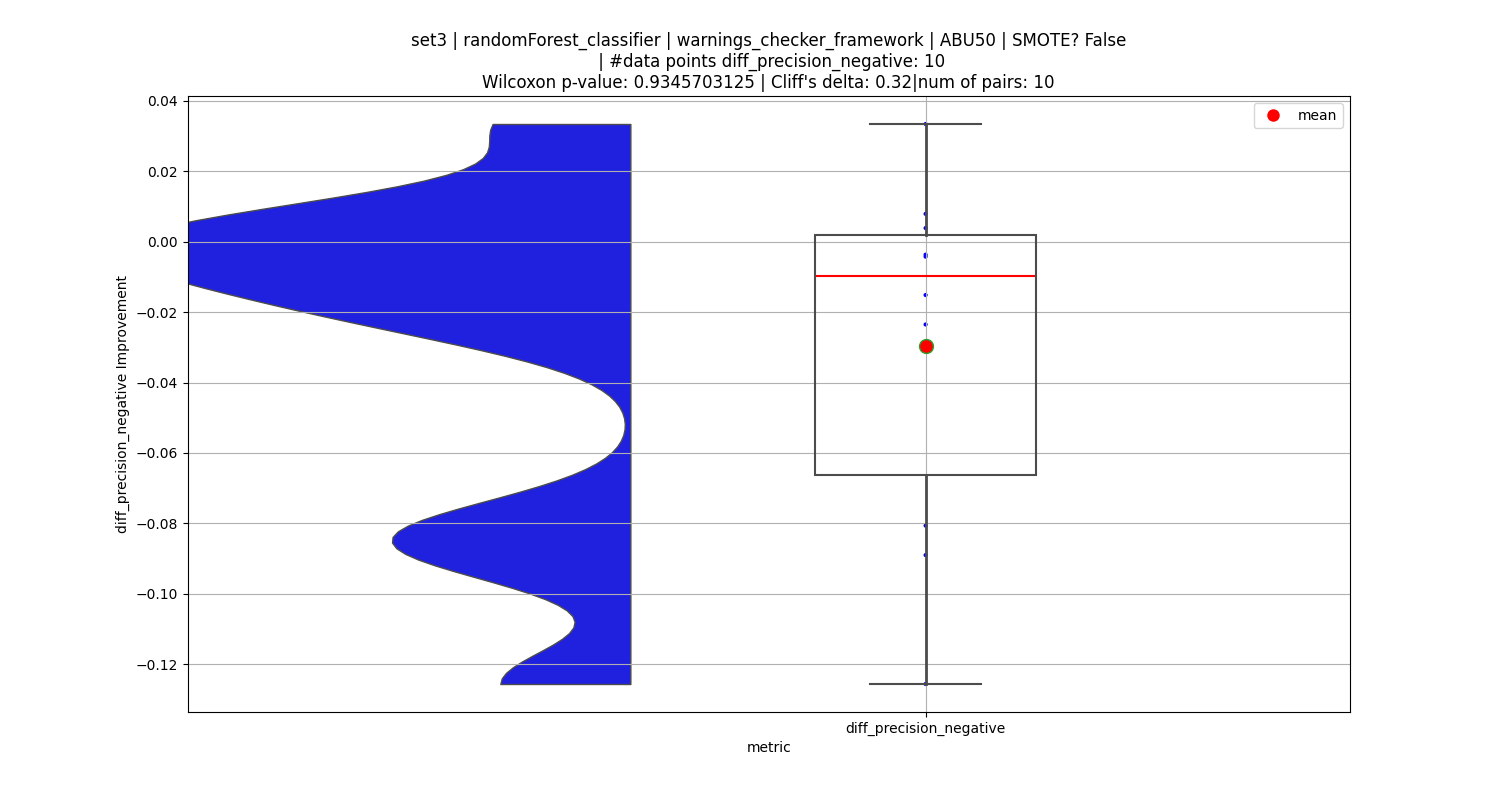 set3 | randomForest_classifier | warnings_checker_framework | ABU50 | SMOTE? False
| #data points diff_precision_negative: 10
Wilcoxon p-value: 0.9345703125 | Cliff's delta: 0.32|num of pairs: 10
mean
0.04
0.02
0.00
−0.02
−0.04
−0.06
−0.08
−0.10
−0.12
diff_precision_negative Improvement
diff_precision_negative
metric